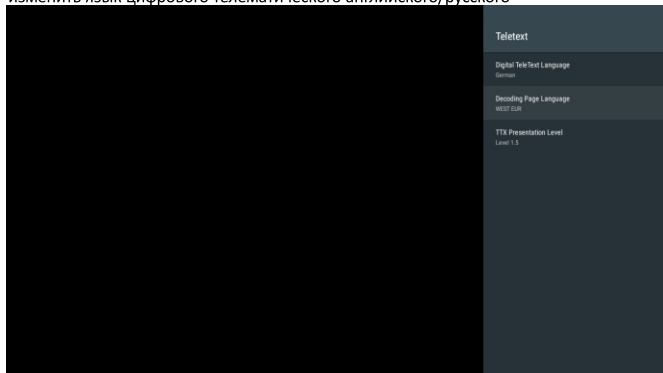 изменить язык цифрового телематического английского/русского
Teletext
Digital TeleText Language
German
Decoding Page Language
WEST EUR
TTX Presentation Level
Level 1.5